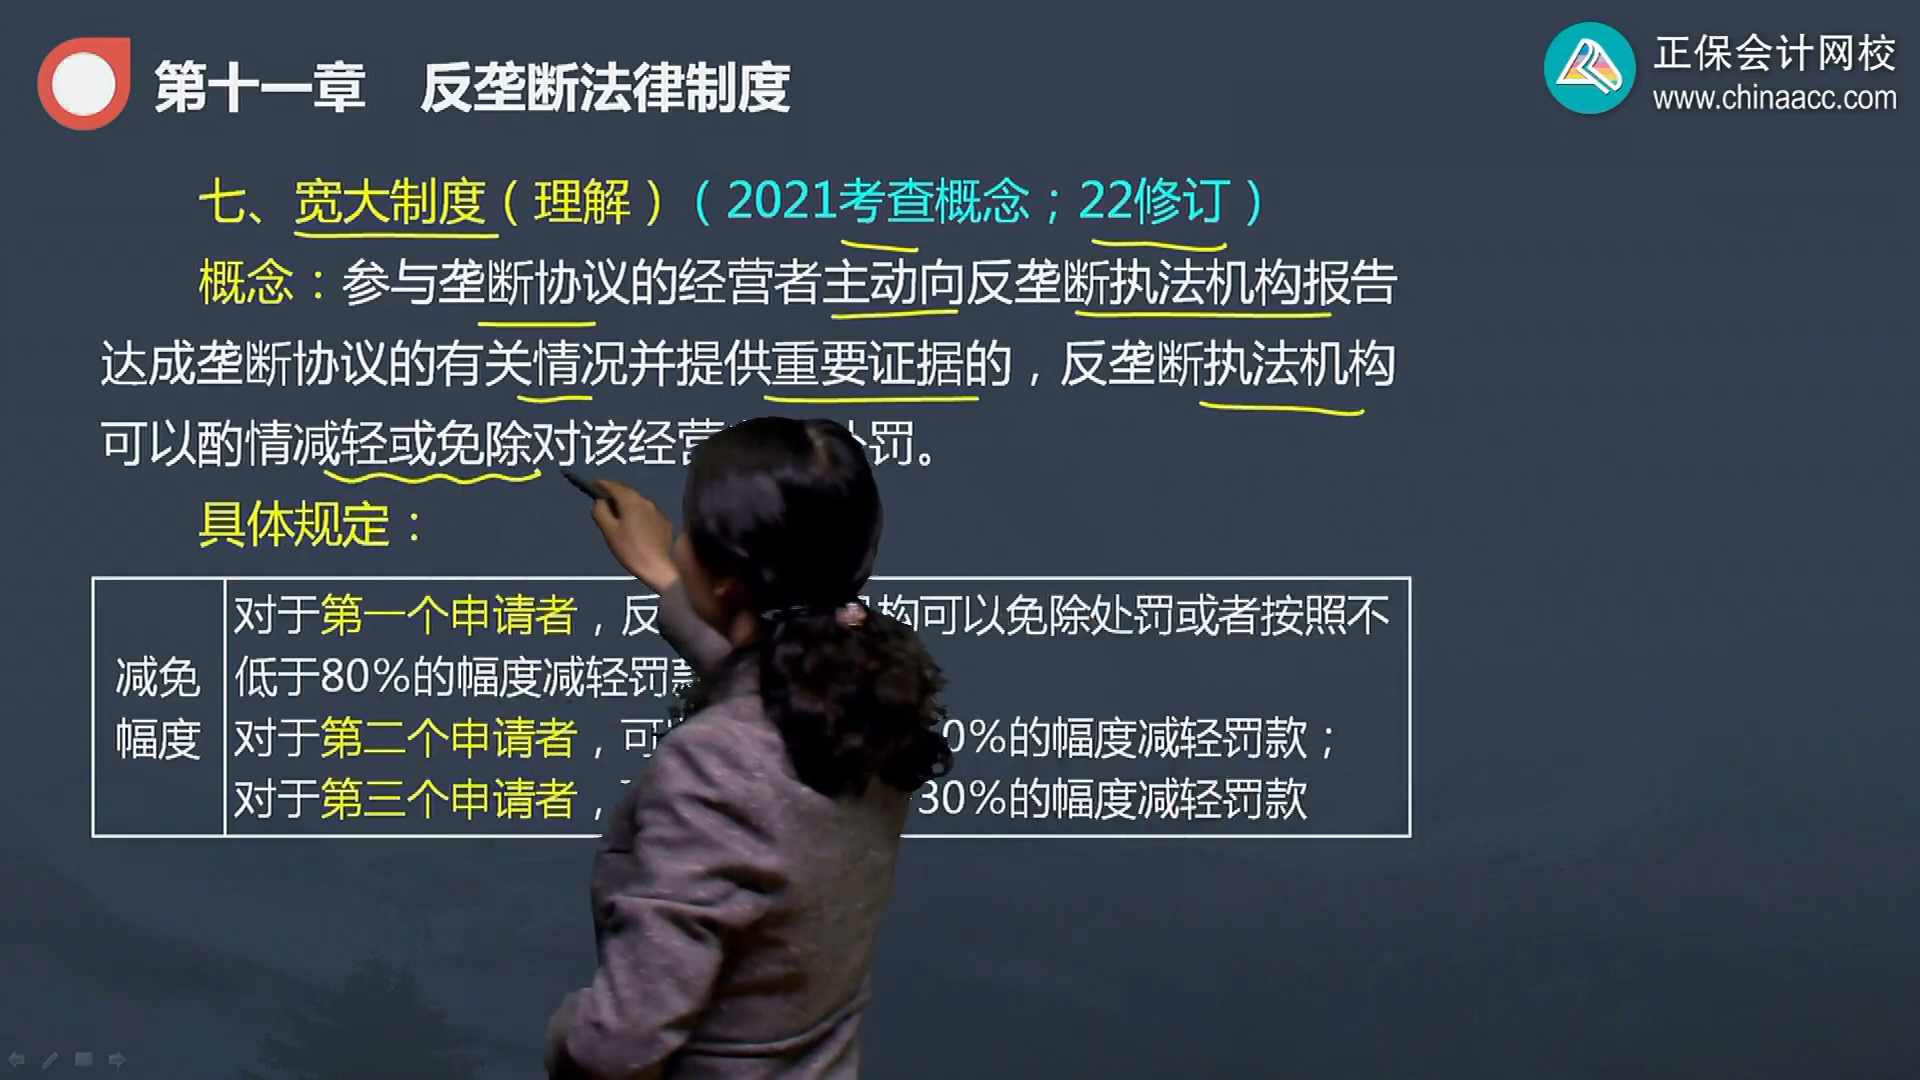 第十一章 反垄断法律制度
正保会计网校
www.chinaacc.com
七、宽大制度（理解）（2021考查概念；22修订）
概念：参与垄断协议的经营者主动向反垄断执法机构报告
达成垄断协议的有关情况并提供重要证据的，反垄断执法机构
可以酌情减轻或免除对该经营 处罚。
具体规定：
减免
幅度
对于第一个申请者，反 构可以免除处罚或者按照不
低于80%的幅度减轻罚款
对于第二个申请者，可 0%的幅度减轻罚款；
对于第三个申请者， 30%的幅度减轻罚款